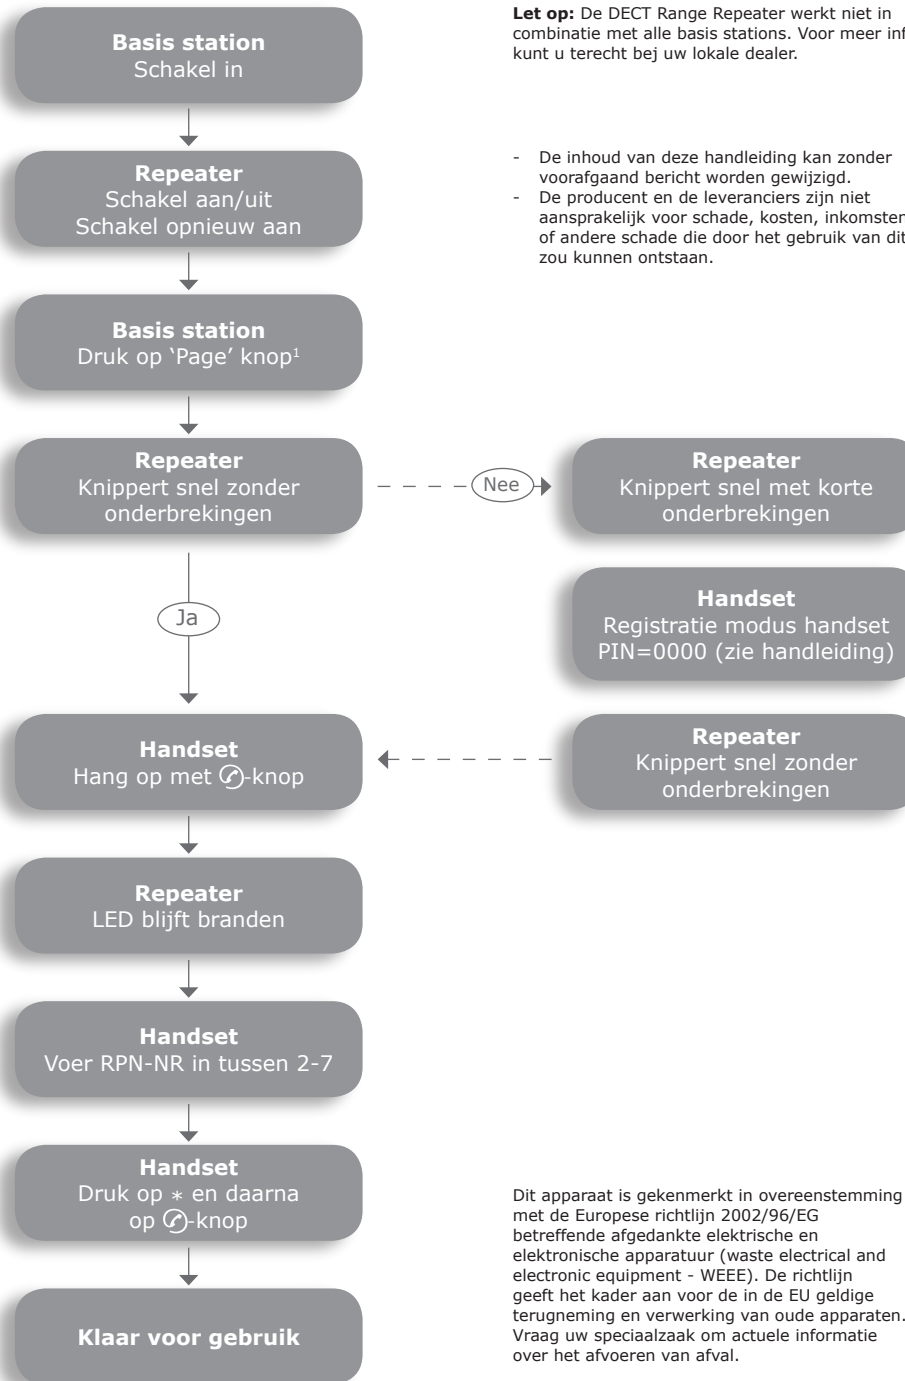 Basis station
Schakel in
Repeater
Schakel aan/uit
Schakel opnieuw aan
Basis station
Druk op ‘Page’ knop¹
Repeater
Knippert snel zonder
onderbrekingen
Nee
Repeater
Knippert snel met korte
onderbrekingen
Handset
Registratie modus handset
PIN=0000 (zie handleiding)
Repeater
Knippert snel zonder
onderbrekingen
Ja
Handset
Hang op met -knop
Repeater
LED blijft branden
Handset
Voer RPN-NR in tussen 2-7
Handset
Druk op * en daarna
op -knop
Klaar voor gebruik
Let op: De DECT Range Repeater werkt niet in
combinatie met alle basis stations. Voor meer inf
kunt u terecht bej uw lokale dealer.
- De inhoud van deze handleiding kan zonder
voorafgaand bericht worden gewijzigd.
- De producent en de leveranciers zijn niet
aansprakelijk voor schade, kosten, inkomsten
of andere schade die door het gebruik van dit
zou kunnen ontstaan.
Dit apparaat is gekenmerkt in overeenstemming
met de Europese richtlijn 2002/96/EG
betreffende afgedankte elektrische en
elektronische apparatuur (waste electrical and
electronic equipment - WEEE). De richtlijn
geeft het kader aan voor de in de EU geldige
terugneming en verwerking van oude apparaten.
Vraag uw speciaalzaak om actuele informatie
over het afvoeren van afval.